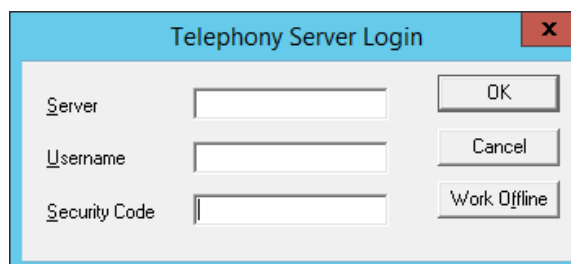 Telephony Server Login
x
Server
OK
Username
Cancel
Security Code
Work Offline